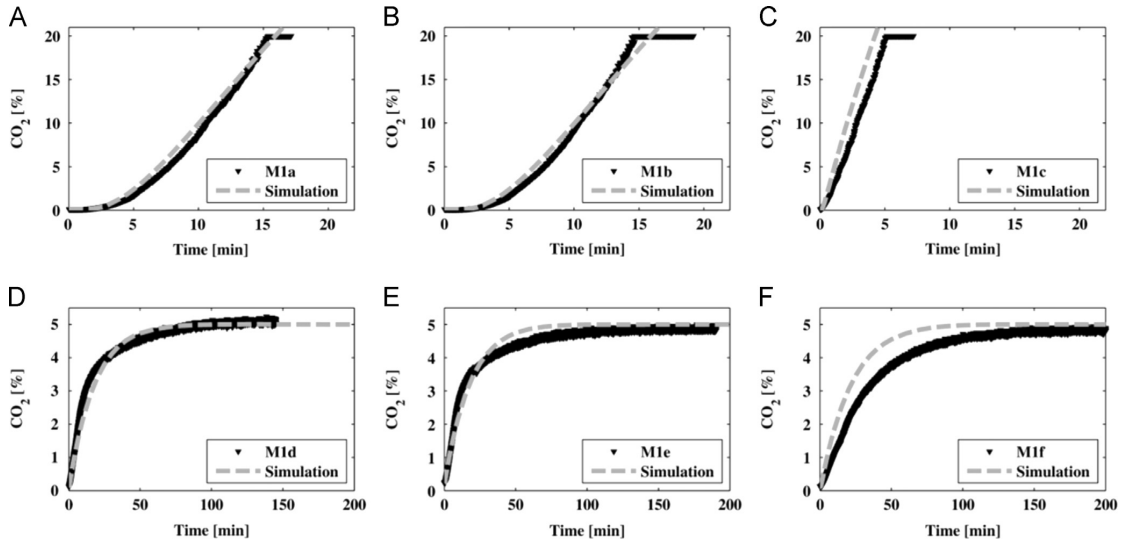 A
20
15
10
5
0
CO2 [%]
M1a
Simulation
0 5 10 15 20
Time [min]
B
20
15
10
5
0
CO2 [%]
M1b
Simulation
0 5 10 15 20
Time [min]
C
20
15
10
5
0
CO2 [%]
M1c
Simulation
0 5 10 15 20
Time [min]
D
5
4
3
2
1
0
CO2 [%]
M1d
Simulation
0 50 100 150 200
Time [min]
E
5
4
3
2
1
0
CO2 [%]
M1e
Simulation
0 50 100 150 200
Time [min]
F
5
4
3
2
1
0
CO2 [%]
M1f
Simulation
0 50 100 150 200
Time [min]